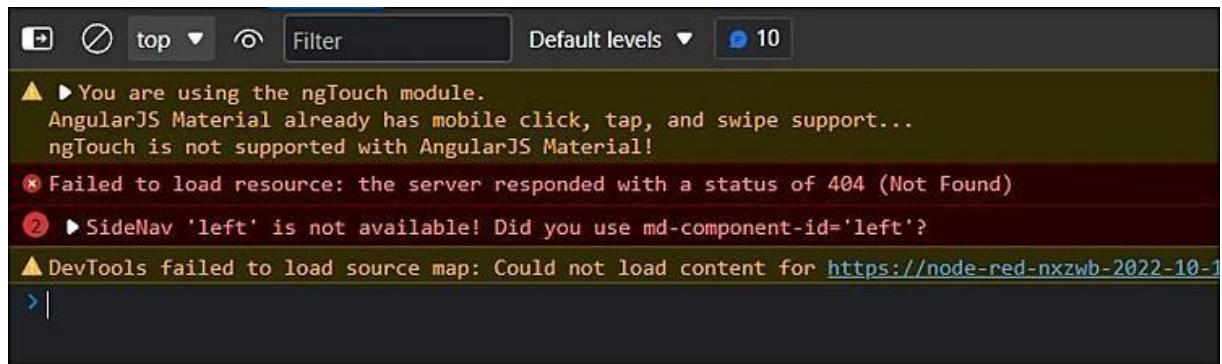 top Filter Default levels 10
You are using the ngTouch module.
AngularJS Material already has mobile click, tap, and swipe support...
ngTouch is not supported with AngularJS Material!
Failed to load resource: the server responded with a status of 404 (Not Found)
2 SideNav 'left' is not available! Did you use md-component-id='left'?
DevTools failed to load source map: Could not load content for https://node-red-nxzwb-2022-10-1